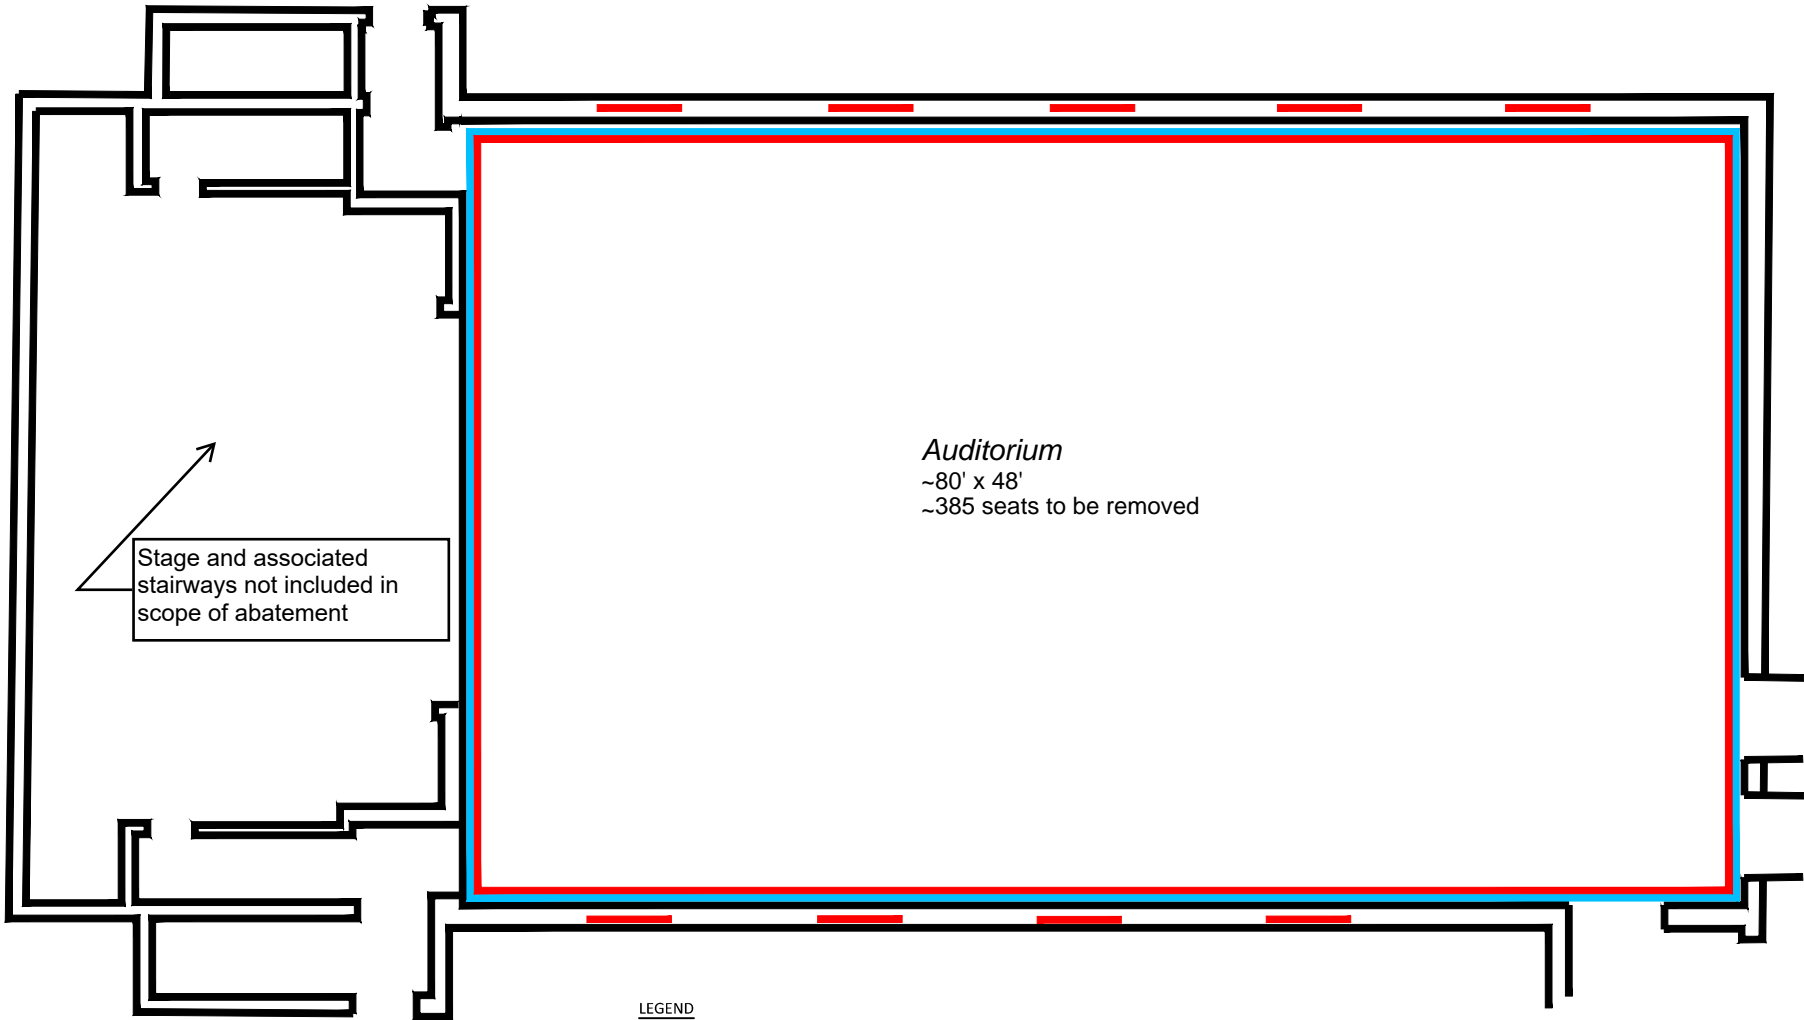 Auditorium
~80' x 48'
~385 seats to be removed
Stage and associated
stairways not included in
scope of abatement
LEGEND